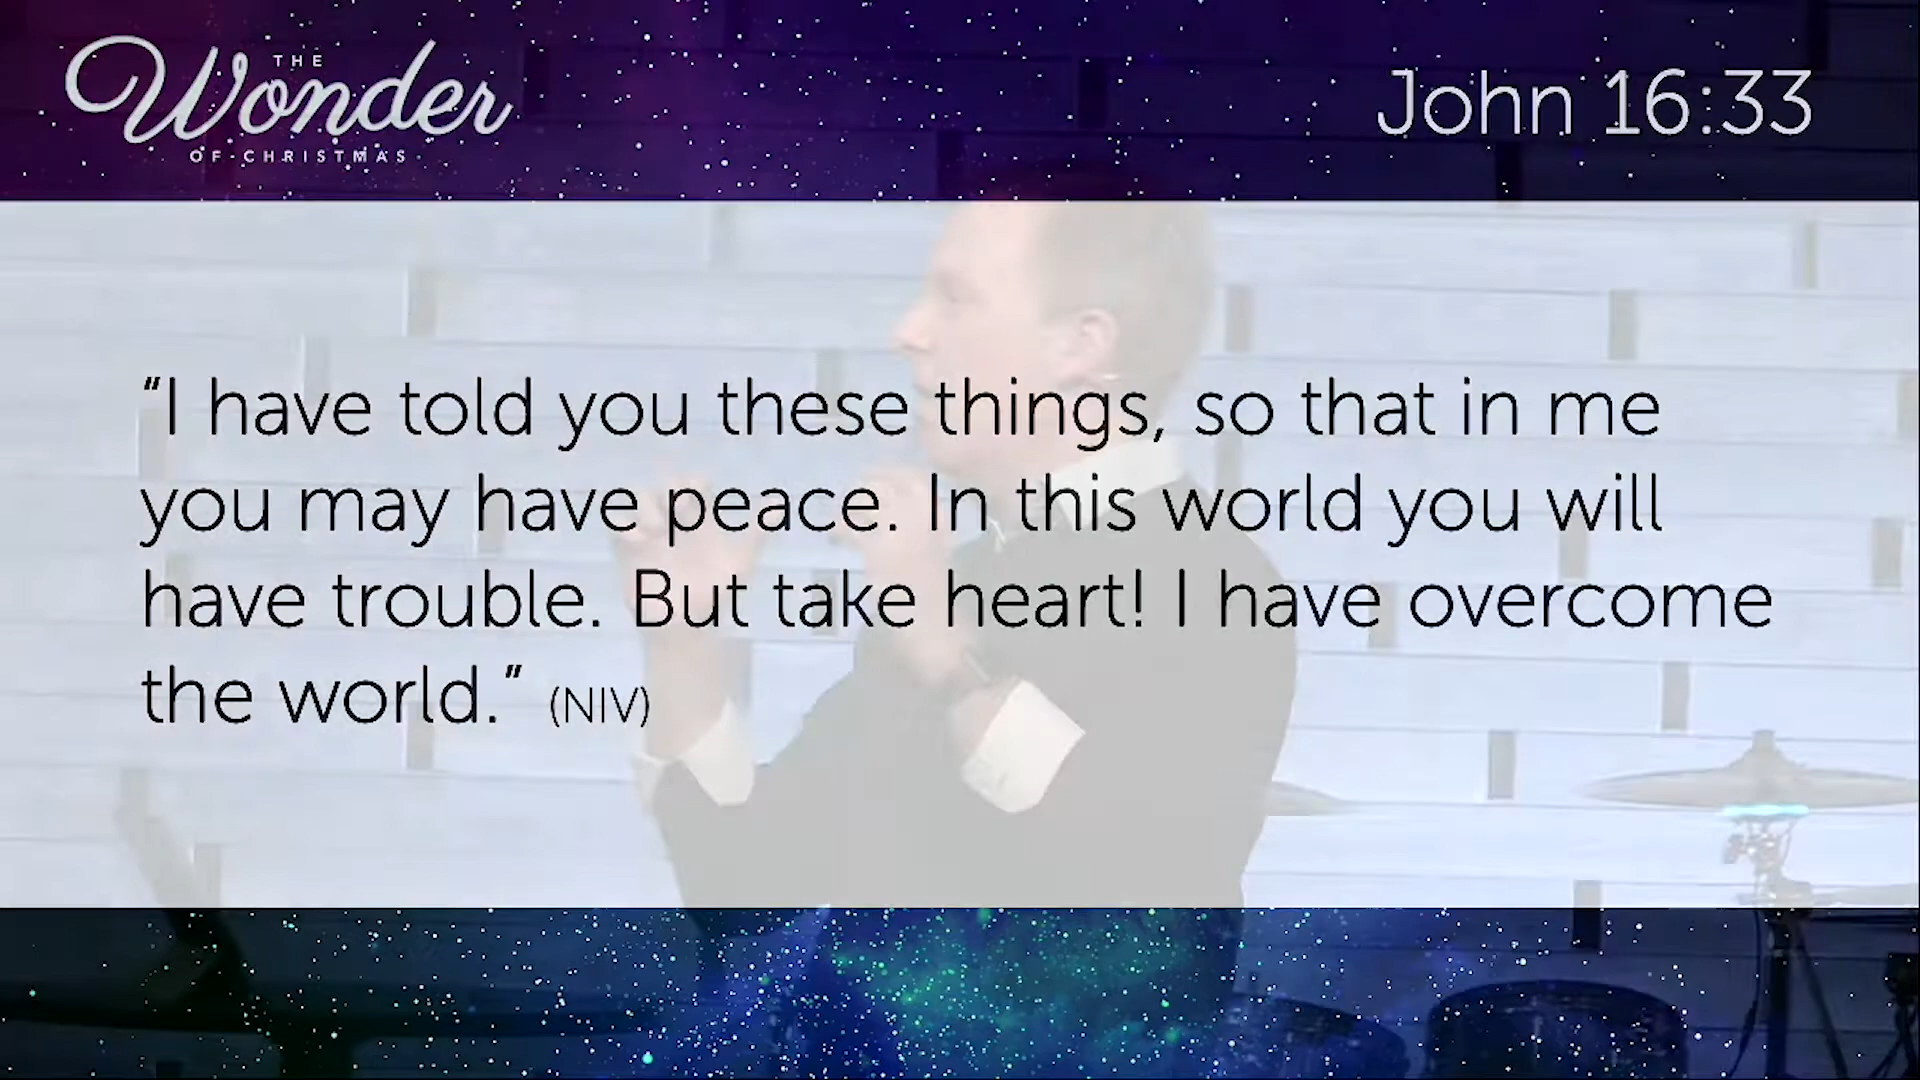 THE
Wonder
OF CHRISTMAS
John 16:33
“I have told you these things, so that in me
you may have peace. In this world you will
have trouble. But take heart! I have overcome
the world.” (NIV)